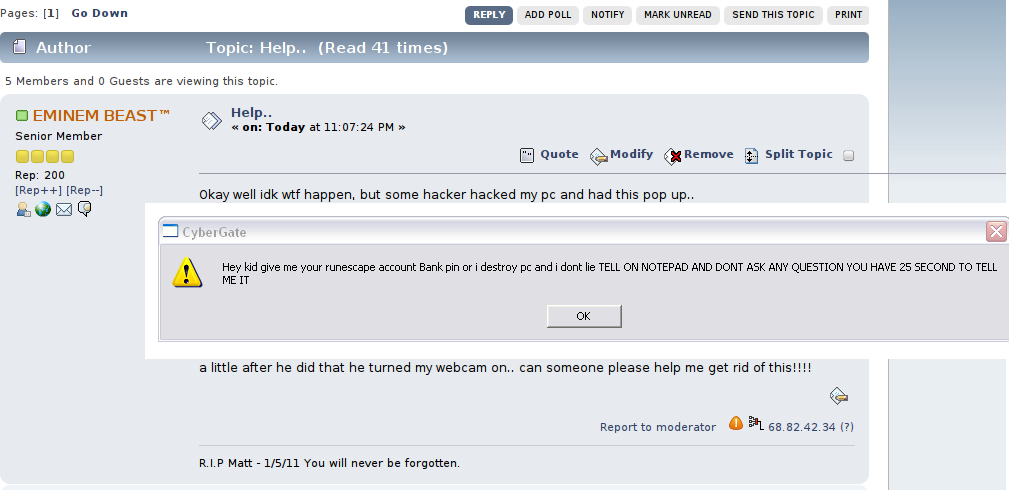 Pages: [1]  Go Down
REPLY ADD POLL NOTIFY MARK UNREAD SEND THIS TOPIC PRINT
Author Topic: Help..  (Read 41 times)
5 Members and 0 Guests are viewing this topic.
EMINEM BEAST™
Senior Member
Rep: 200
[Rep++] [Rep--]
Help..
« on: Today at 11:07:24 PM »
Quote Modify Remove Split Topic
Okay well idk wtf happen, but some hacker hacked my pc and had this pop up..
CyberGate
Hey kid give me your runescape account Bank pin or i destroy pc and i dont lie TELL ON NOTEPAD AND DONT ASK ANY QUESTION YOU HAVE 25 SECOND TO TELL
ME IT
OK
a little after he did that he turned my webcam on.. can someone please help me get rid of this!!!!
Report to moderator 68.82.42.34 (?)
R.I.P Matt - 1/5/11 You will never be forgotten.